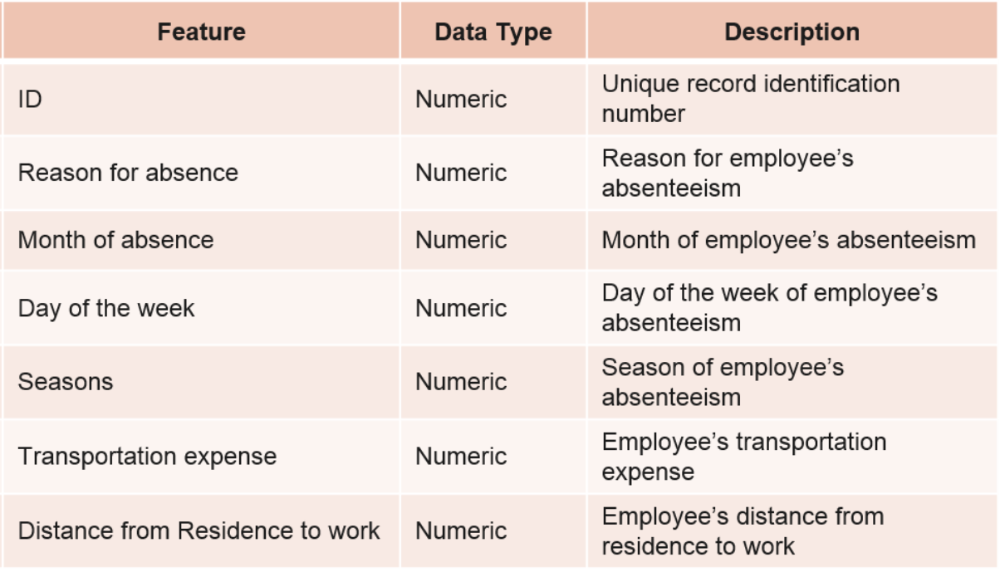 Feature Data Type Description
ID Numeric Unique record identification
number
Reason for absence Numeric Reason for employee’s
absenteeism
Month of absence Numeric Month of employee’s absenteeism
Day of the week Numeric Day of the week of employee’s
absenteeism
Seasons Numeric Season of employee’s
absenteeism
Transportation expense Numeric Employee’s transportation
expense
Distance from Residence to work Numeric Employee’s distance from
residence to work